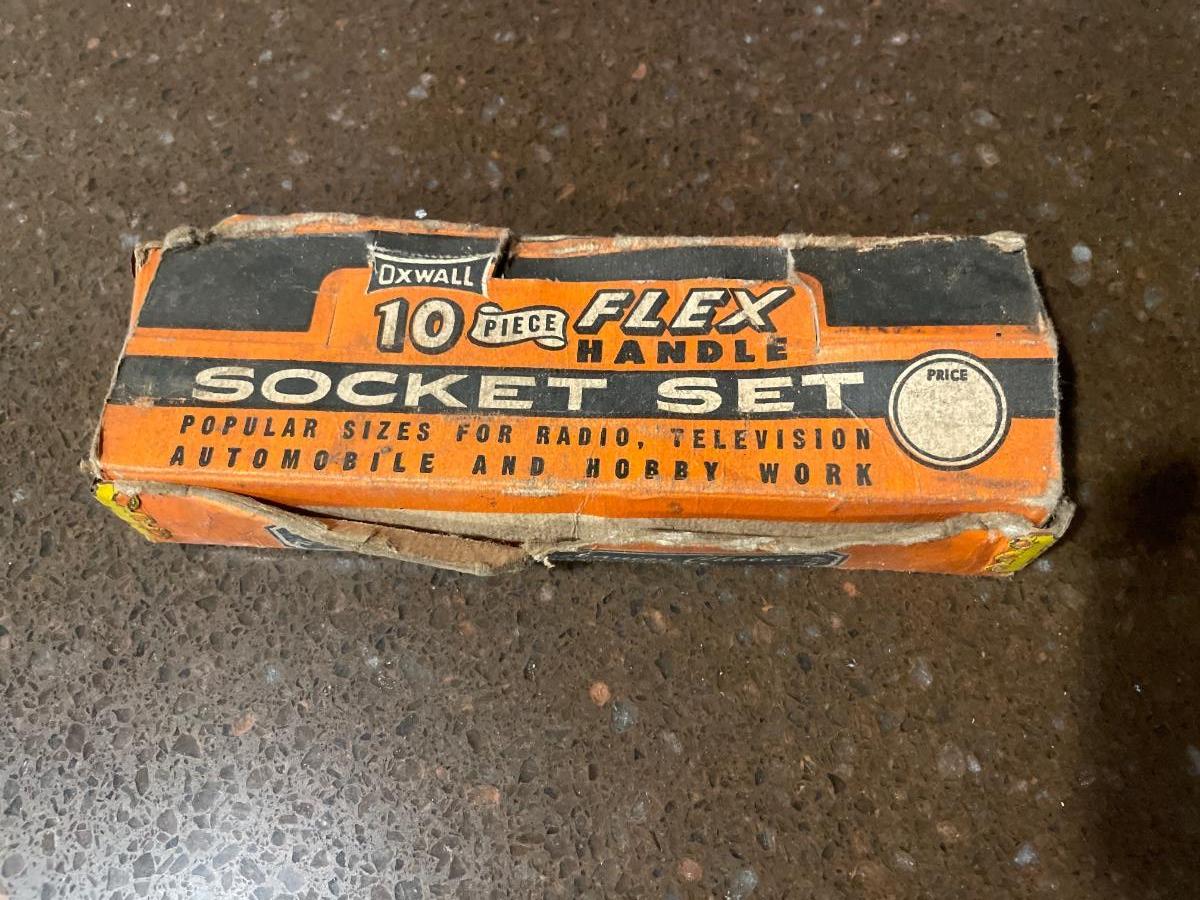 OXWALL
10 PIECE FLEX
HANDLE
SOCKET SET
PRICE
POPULAR SIZES FOR RADIO, TELEVISION
AUTOMOBILE AND HOBBY WORK